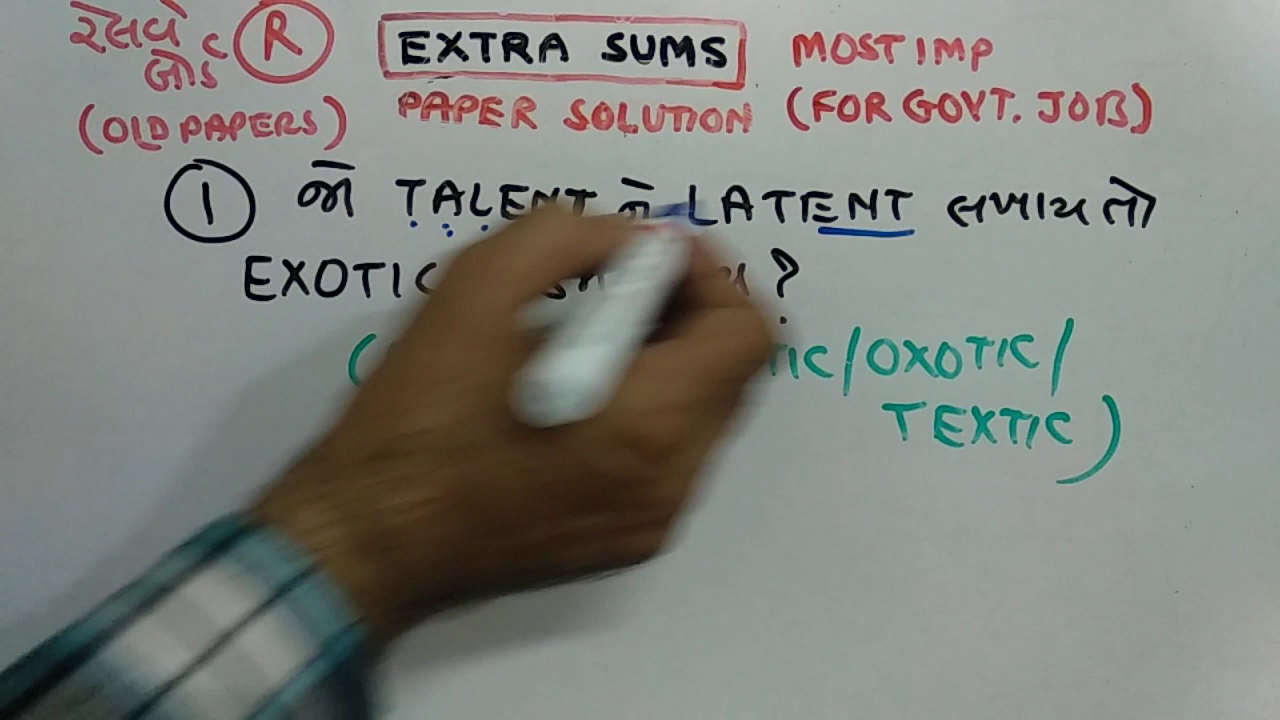 રેલવે Ⓡ EXTRA SUMS MOST IMP
બોર્ડ
(OLD PAPERS) PAPER SOLUTION (FOR GOVT. JOB)
① જો TALENT ને LATENT લખાય તો
EXOTIC ?
( TIC/OXOTIC/
TEXTIC )